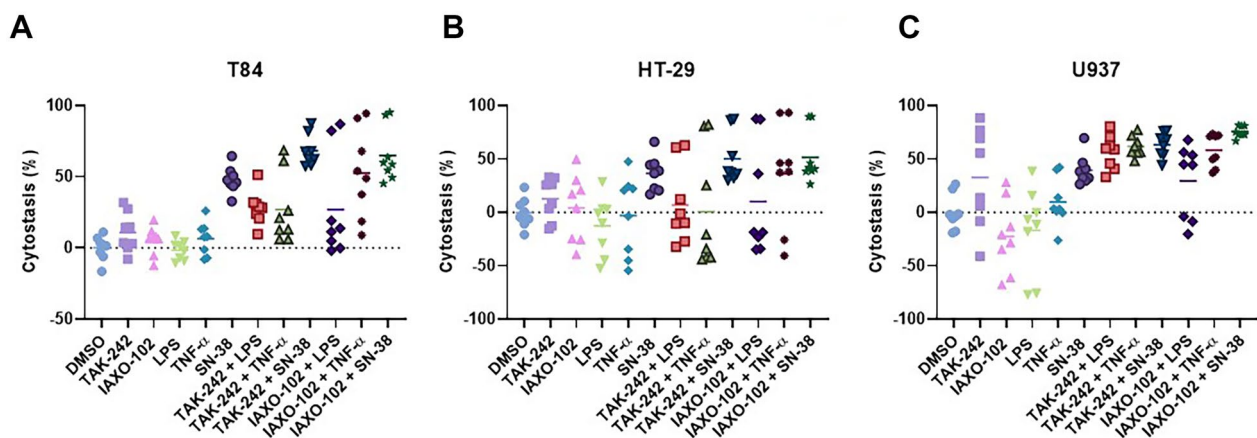 A
T84
Cytostasis (%)
100
50
0
-50
DMSO
TAK-242
IAXO-102
LPS
TNF-α
SN-38
TAK-242 + LPS
TAK-242 + TNF-α
TAK-242 + SN-38
IAXO-102 + LPS
IAXO-102 + TNF-α
IAXO-102 + SN-38
B
HT-29
Cytostasis (%)
100
50
0
-50
-100
DMSO
TAK-242
IAXO-102
LPS
TNF-α
SN-38
TAK-242 + LPS
TAK-242 + TNF-α
TAK-242 + SN-38
IAXO-102 + LPS
IAXO-102 + TNF-α
IAXO-102 + SN-38
C
U937
Cytostasis (%)
100
50
0
-50
-100
DMSO
TAK-242
IAXO-102
LPS
TNF-α
SN-38
TAK-242 + LPS
TAK-242 + TNF-α
TAK-242 + SN-38
IAXO-102 + LPS
IAXO-102 + TNF-α
IAXO-102 + SN-38